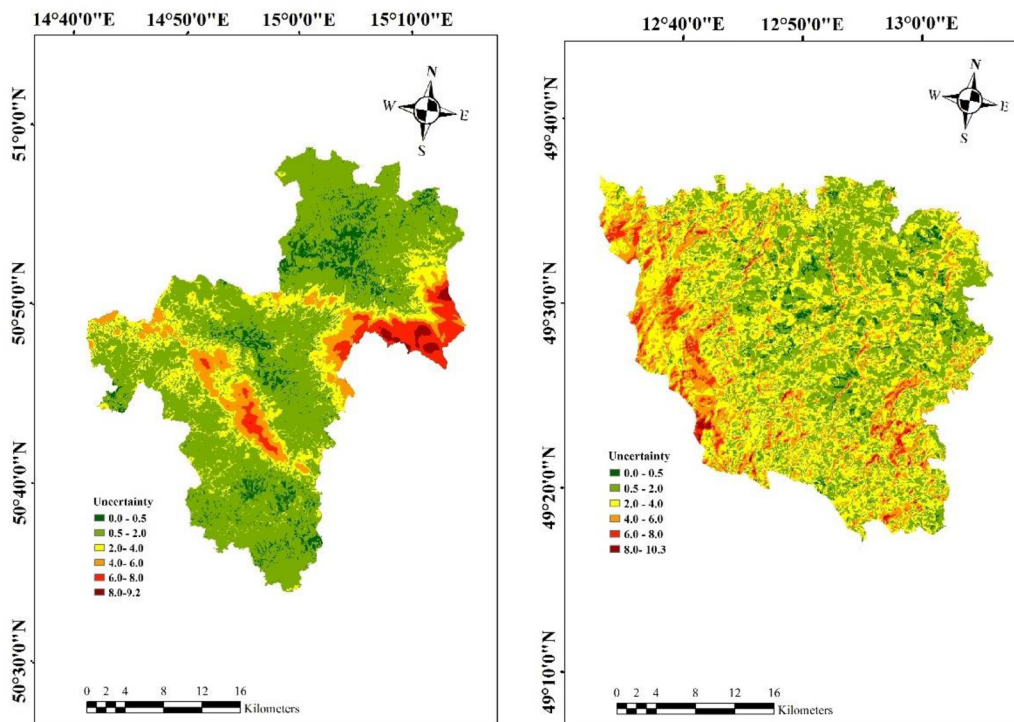 14°40'0"E 14°50'0"E 15°0'0"E 15°10'0"E
51°0'0"N
50°50'0"N
50°40'0"N
50°30'0"N
N
W E
S
Uncertainty
0.0 - 0.5
0.5 - 2.0
2.0- 4.0
4.0- 6.0
6.0- 8.0
8.0-9.2
0 2 4 8 12 16
Kilometers
12°40'0"E 12°50'0"E 13°0'0"E
49°40'0"N
49°30'0"N
49°20'0"N
49°10'0"N
N
W E
S
Uncertainty
0.0 - 0.5
0.5 - 2.0
2.0 - 4.0
4.0 - 6.0
6.0 - 8.0
8.0- 10.3
0 2 4 8 12 16
Kilometers